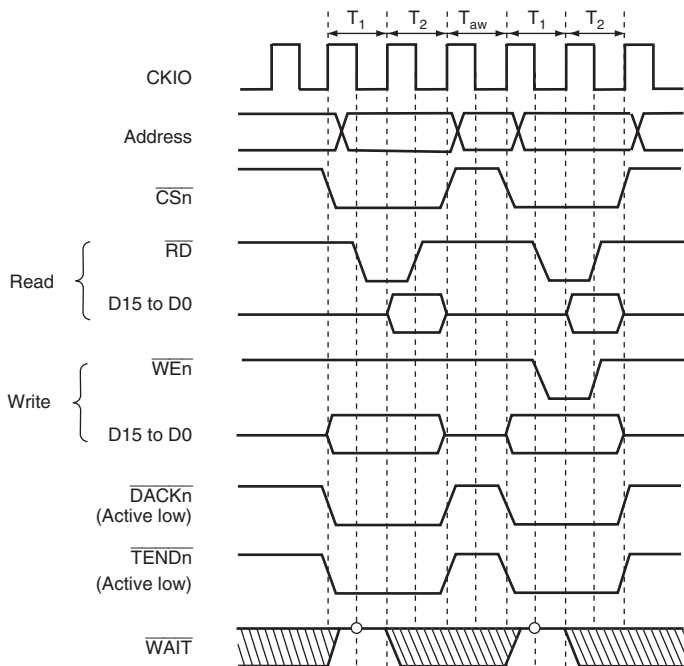 T1 T2 Taw T1 T2
CKIO
Address
CSn
Read
RD
D15 to D0
Write
WEn
D15 to D0
DACKn
(Active low)
TENDn
(Active low)
WAIT